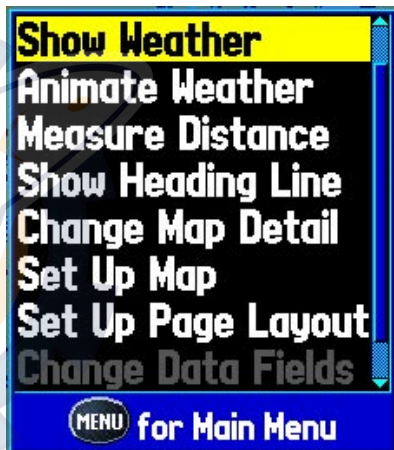 Show Weather
Animate Weather
Measure Distance
Show Heading Line
Change Map Detail
Set Up Map
Set Up Page Layout
Change Data Fields
MENU for Main Menu